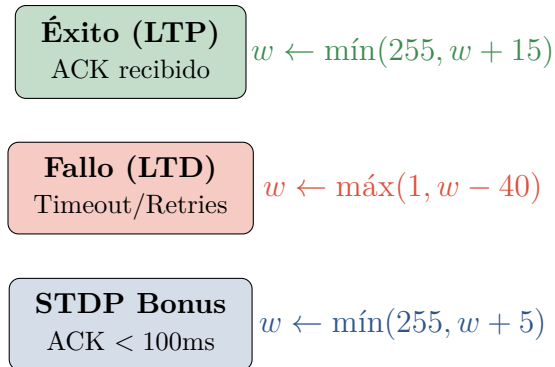 Éxito (LTP)
ACK recibido
w ← mín(255, w + 15)
Fallo (LTD)
Timeout/Retries
w ← máx(1, w − 40)
STDP Bonus
ACK < 100ms
w ← mín(255, w + 5)